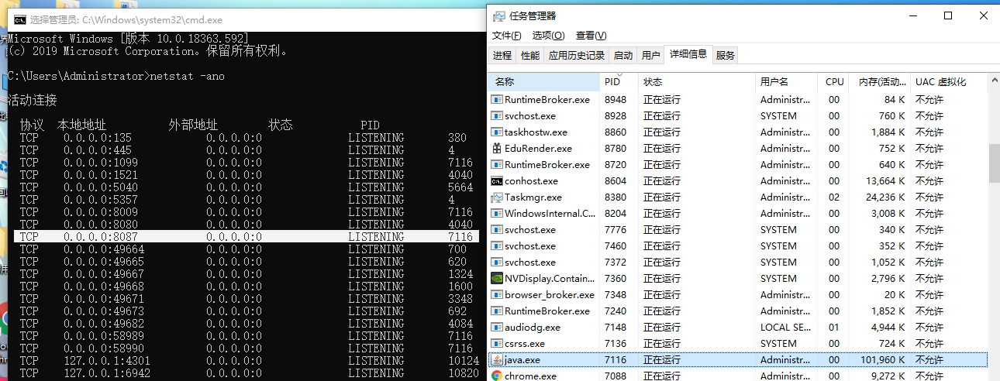 选择管理员: C:\Windows\system32\cmd.exe
Microsoft Windows [版本 10.0.18363.592]
(c) 2019 Microsoft Corporation。保留所有权利。
C:\Users\Administrator>netstat -ano
活动连接
协议 本地地址 外部地址 状态 PID
TCP 0.0.0.0:135 0.0.0.0:0 LISTENING 380
TCP 0.0.0.0:445 0.0.0.0:0 LISTENING 4
TCP 0.0.0.0:1099 0.0.0.0:0 LISTENING 7116
TCP 0.0.0.0:1521 0.0.0.0:0 LISTENING 4040
TCP 0.0.0.0:5040 0.0.0.0:0 LISTENING 5664
TCP 0.0.0.0:5357 0.0.0.0:0 LISTENING 4
TCP 0.0.0.0:8009 0.0.0.0:0 LISTENING 7116
TCP 0.0.0.0:8080 0.0.0.0:0 LISTENING 4040
TCP 0.0.0.0:8087 0.0.0.0:0 LISTENING 7116
TCP 0.0.0.0:49664 0.0.0.0:0 LISTENING 700
TCP 0.0.0.0:49665 0.0.0.0:0 LISTENING 620
TCP 0.0.0.0:49667 0.0.0.0:0 LISTENING 1324
TCP 0.0.0.0:49668 0.0.0.0:0 LISTENING 1600
TCP 0.0.0.0:49671 0.0.0.0:0 LISTENING 3348
TCP 0.0.0.0:49673 0.0.0.0:0 LISTENING 692
TCP 0.0.0.0:49682 0.0.0.0:0 LISTENING 4084
TCP 0.0.0.0:58989 0.0.0.0:0 LISTENING 7116
TCP 0.0.0.0:58990 0.0.0.0:0 LISTENING 7116
TCP 127.0.0.1:4301 0.0.0.0:0 LISTENING 10124
TCP 127.0.0.1:6942 0.0.0.0:0 LISTENING 10820
任务管理器
文件(F) 选项(O) 查看(V)
进程 性能 应用历史记录 启动 用户 详细信息 服务
名称 PID 状态 用户名 CPU 内存(活动... UAC 虚拟化
RuntimeBroker.exe 8948 正在运行 Administr... 00 84 K 不允许
svchost.exe 8928 正在运行 SYSTEM 00 760 K 不允许
taskhostw.exe 8860 正在运行 Administr... 00 1,884 K 不允许
EduRender.exe 8780 正在运行 Administr... 00 752 K 不允许
RuntimeBroker.exe 8720 正在运行 Administr... 00 640 K 不允许
conhost.exe 8604 正在运行 Administr... 00 13,664 K 不允许
Taskmgr.exe 8380 正在运行 Administr... 02 24,236 K 不允许
WindowsInternal.C... 8204 正在运行 Administr... 00 3,008 K 不允许
svchost.exe 7776 正在运行 SYSTEM 00 340 K 不允许
svchost.exe 7460 正在运行 SYSTEM 00 352 K 不允许
svchost.exe 7372 正在运行 SYSTEM 00 1,052 K 不允许
NVDisplay.Contain... 7360 正在运行 SYSTEM 00 2,796 K 不允许
browser_broker.exe 7348 正在运行 Administr... 00 20 K 不允许
RuntimeBroker.exe 7240 正在运行 Administr... 00 1,852 K 不允许
audiodg.exe 7148 正在运行 LOCAL SE... 01 4,944 K 不允许
csrss.exe 7136 正在运行 SYSTEM 00 724 K 不允许
java.exe 7116 正在运行 Administr... 00 101,960 K 不允许
chrome.exe 7088 正在运行 Administr... 00 9,272 K 不允许